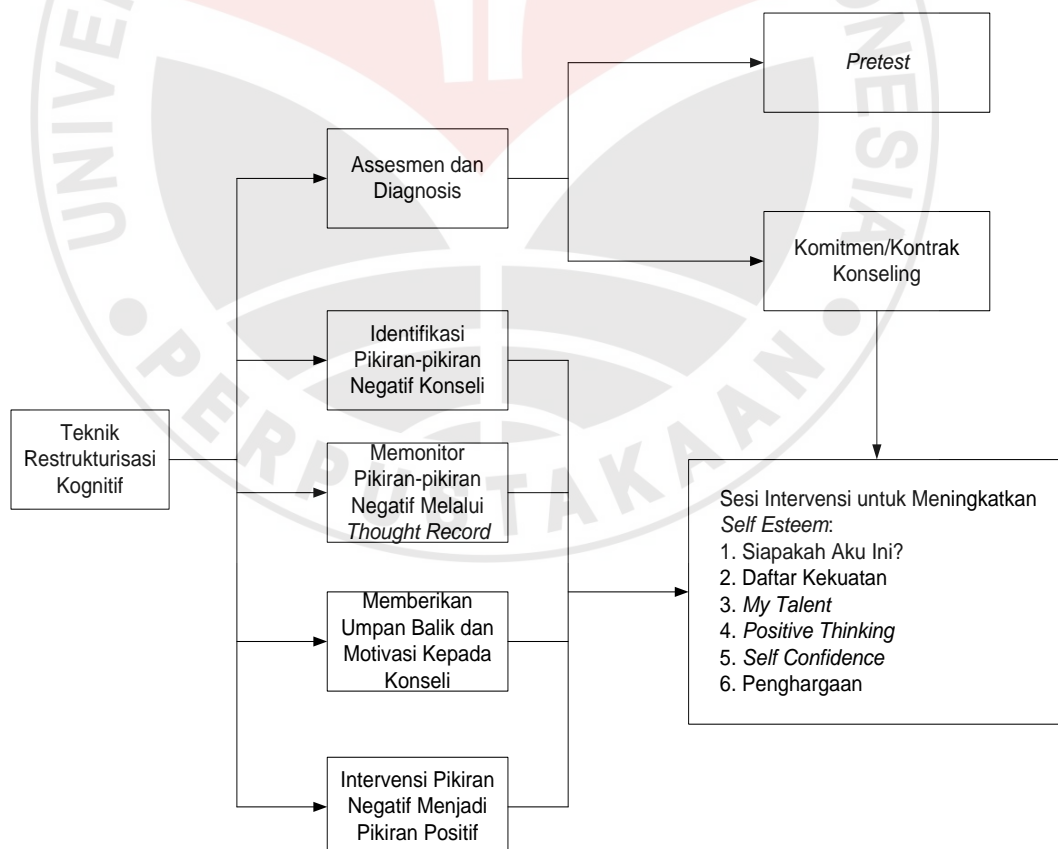 UNIVE
ONESIA
PERPUSTAKAAN
Pretest
Assesmen dan
Diagnosis
Komitmen/Kontrak
Konseling
Identifikasi
Pikiran-pikiran
Negatif Konseli
Teknik
Restrukturisasi
Kognitif
Memonitor
Pikiran-pikiran
Negatif Melalui
Thought Record
Sesi Intervensi untuk Meningkatkan
Self Esteem:
1. Siapakah Aku Ini?
2. Daftar Kekuatan
3. My Talent
4. Positive Thinking
5. Self Confidence
6. Penghargaan
Memberikan
Umpan Balik dan
Motivasi Kepada
Konseli
Intervensi Pikiran
Negatif Menjadi
Pikiran Positif